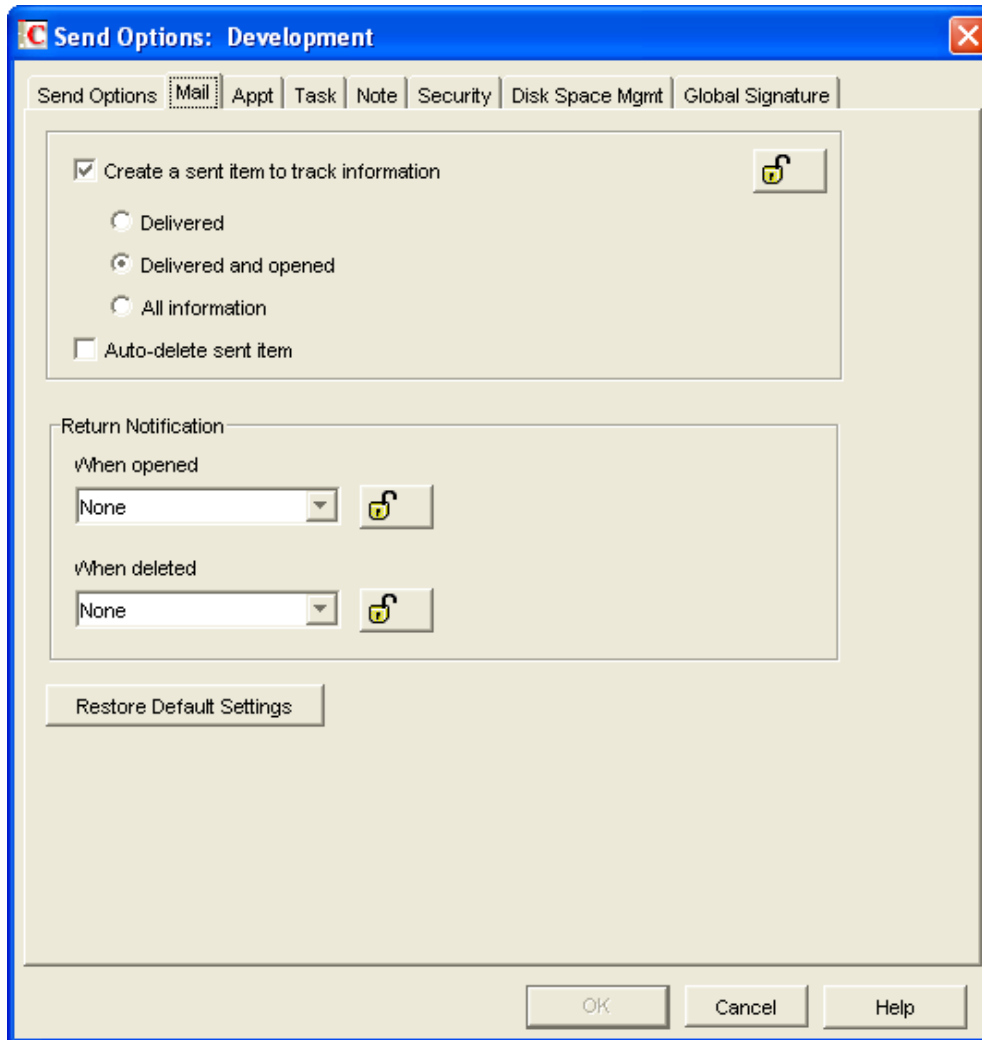 C Send Options: Development
Send Options Mail Appt Task Note Security Disk Space Mgmt Global Signature
Create a sent item to track information
Delivered
Delivered and opened
All information
Auto-delete sent item
Return Notification
When opened
None
When deleted
None
Restore Default Settings
OK Cancel Help